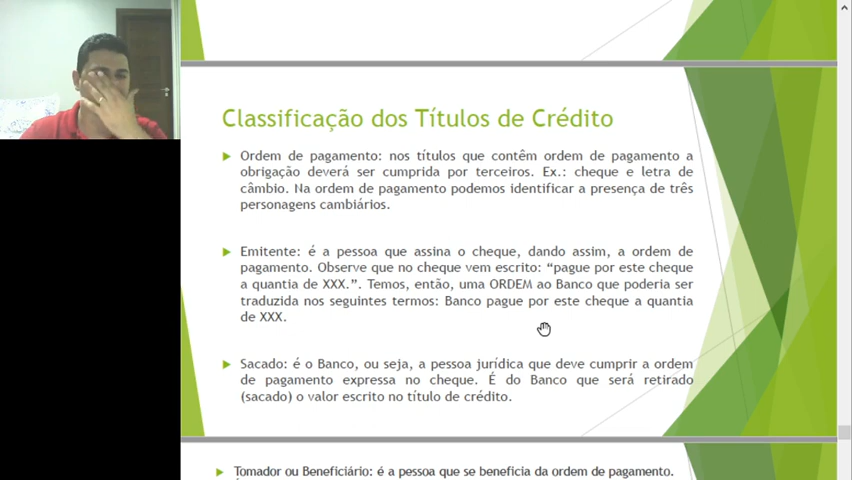 Classificação dos Títulos de Crédito
Ordem de pagamento: nos títulos que contêm ordem de pagamento a
obrigação deverá ser cumprida por terceiros. Ex.: cheque e letra de
câmbio. Na ordem de pagamento podemos identificar a presença de três
personagens cambiários.
Emitente: é a pessoa que assina o cheque, dando assim, a ordem de
pagamento. Observe que no cheque vem escrito: “pague por este cheque
a quantia de XXX.”. Temos, então, uma ORDEM ao Banco que poderia ser
traduzida nos seguintes termos: Banco pague por este cheque a quantia
de XXX.
Sacado: é o Banco, ou seja, a pessoa jurídica que deve cumprir a ordem
de pagamento expressa no cheque. É do Banco que será retirado
(sacado) o valor escrito no título de crédito.
Tomador ou Beneficiário: é a pessoa que se beneficia da ordem de pagamento.